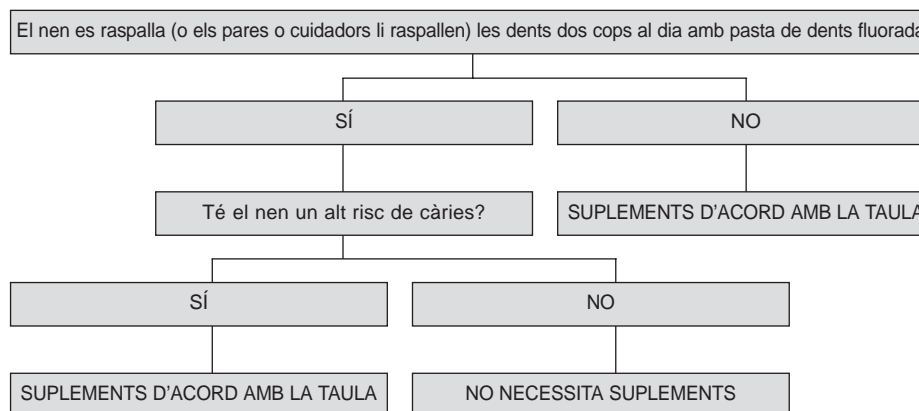 El nen es raspalla (o els pares o cuidadors li raspallen) les dents dos cops al dia amb pasta de dents fluorada
SÍ
NO
Té el nen un alt risc de càries?
SUPLEMENTS D'ACORD AMB LA TAULA
SÍ
NO
SUPLEMENTS D'ACORD AMB LA TAULA
NO NECESSITA SUPLEMENTS